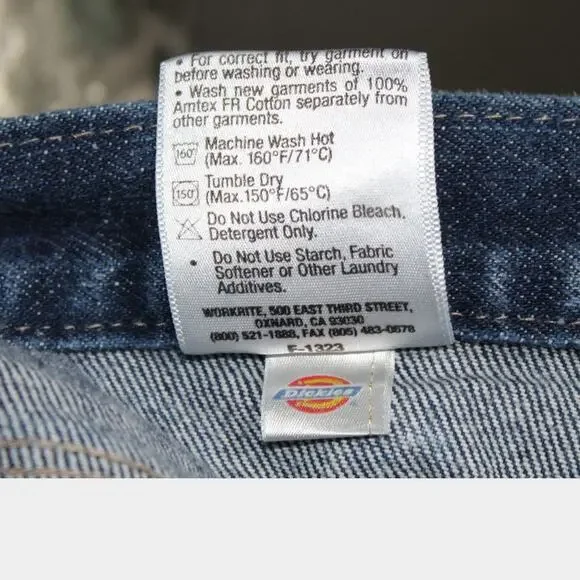 • For correct fit, try garment on
before washing or wearing.
• Wash new garments of 100%
Amtex FR Cotton separately from
other garments.
160° Machine Wash Hot
(Max. 160°F/71°C)
150° Tumble Dry
(Max.150°F/65°C)
Do Not Use Chlorine Bleach.
Detergent Only.
• Do Not Use Starch, Fabric
Softener or Other Laundry
Additives.
WORKRITE, 500 EAST THIRD STREET,
OXNARD, CA 93030
(800) 521-1888, FAX (805) 483-0678
F-1323
Dickies